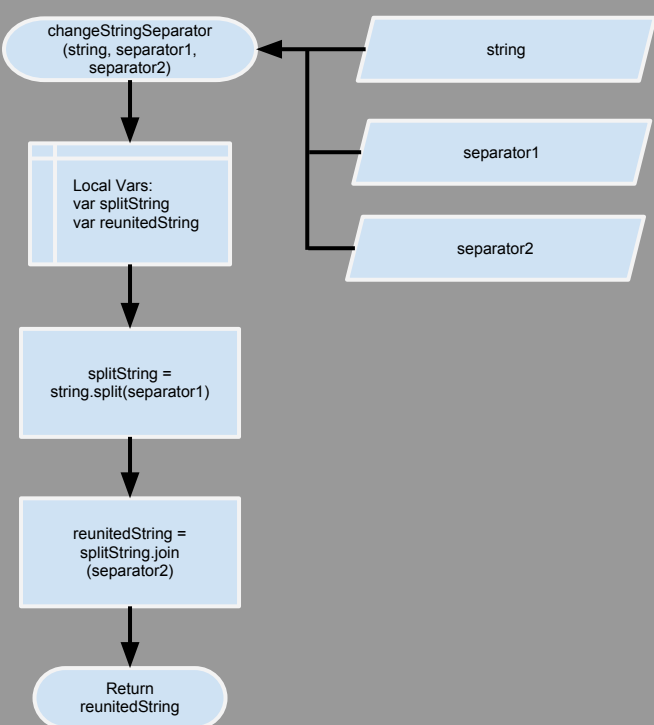 changeStringSeparator
(string, separator1,
separator2)
string
separator1
separator2
Local Vars:
var splitString
var reunitedString
splitString =
string.split(separator1)
reunitedString =
splitString.join
(separator2)
Return
reunitedString